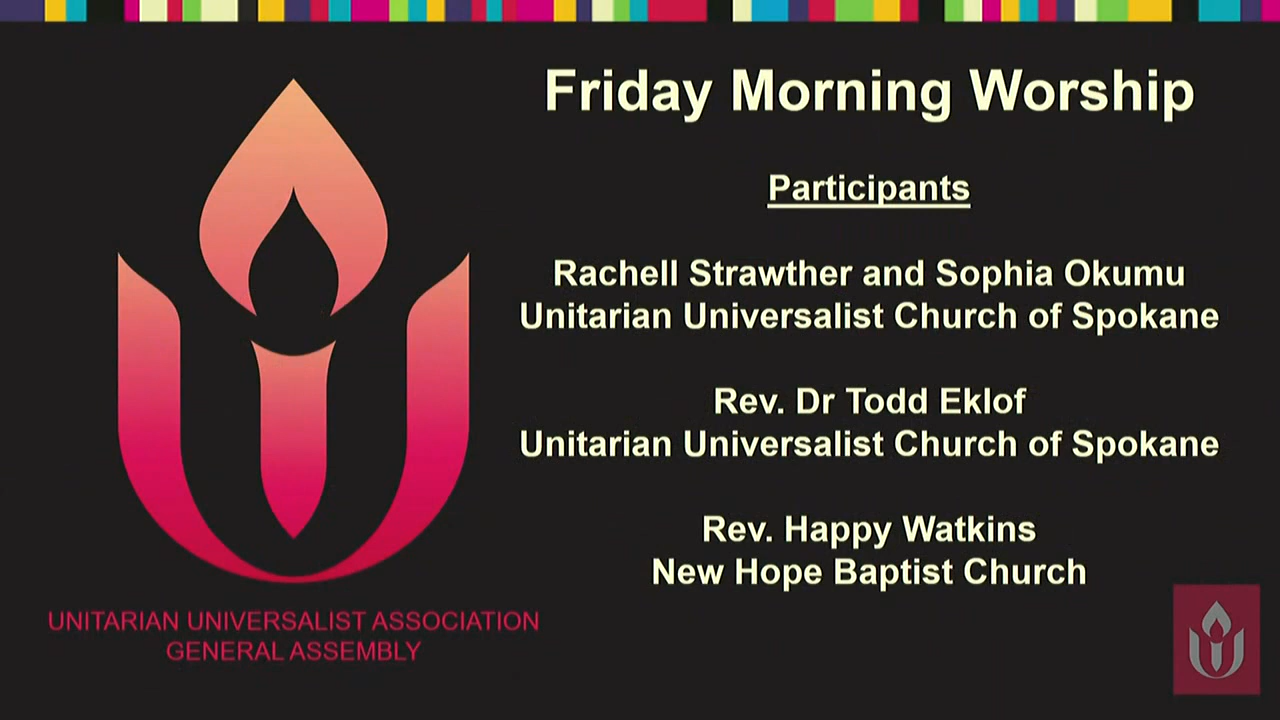 Friday Morning Worship
Participants
Rachell Strawther and Sophia Okumu
Unitarian Universalist Church of Spokane
Rev. Dr Todd Eklof
Unitarian Universalist Church of Spokane
Rev. Happy Watkins
New Hope Baptist Church
UNITARIAN UNIVERSALIST ASSOCIATION
GENERAL ASSEMBLY